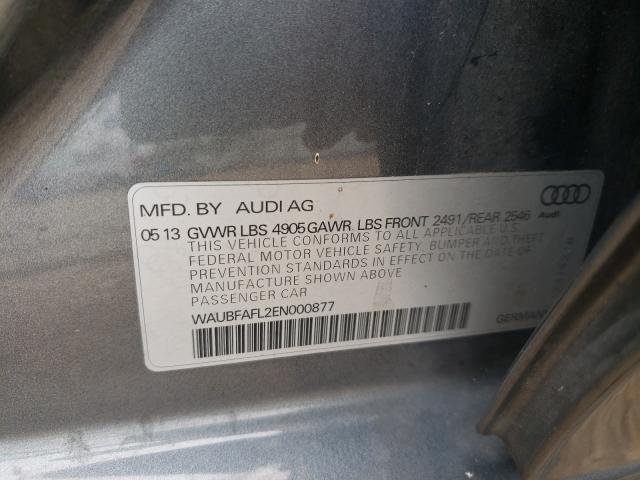 MFD. BY AUDI AG
05 13 GVWR LBS 4905 GAWR LBS FRONT 2491/REAR 2546
Audi
THIS VEHICLE CONFORMS TO ALL APPLICABLE U.S.
FEDERAL MOTOR VEHICLE SAFETY, BUMPER AND THEFT
PREVENTION STANDARDS IN EFFECT ON THE DATE OF
MANUFACTURE SHOWN ABOVE
PASSENGER CAR
WAUBFAFL2EN000877
GERMANY